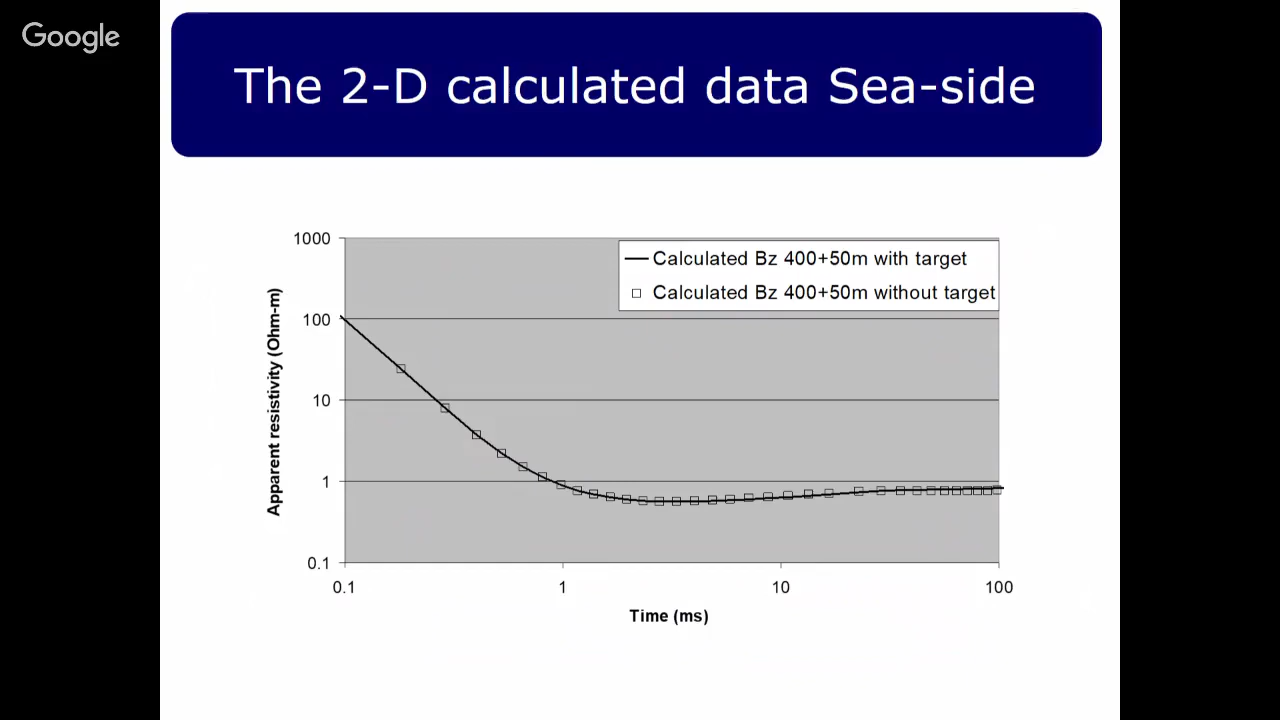 Google
The 2-D calculated data Sea-side
1000
100
10
1
0.1
Apparent resistivity (Ohm-m)
Calculated Bz 400+50m with target
Calculated Bz 400+50m without target
0.1
1
10
100
Time (ms)